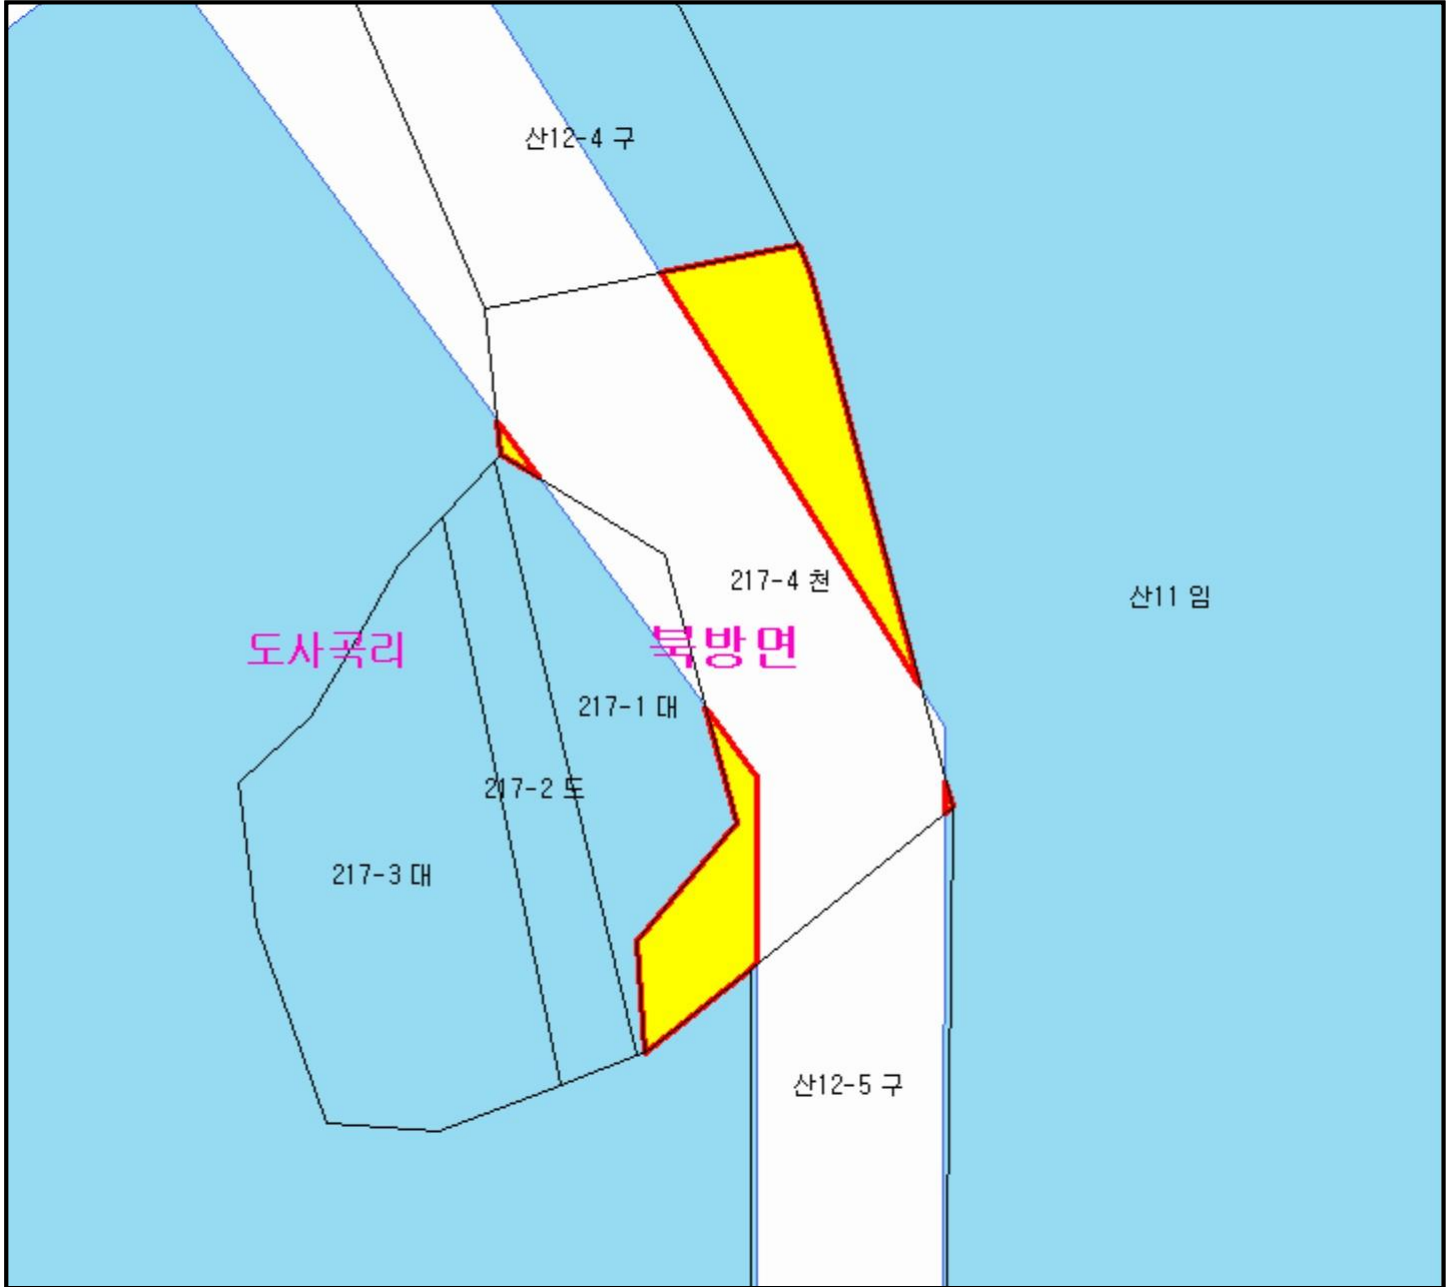 산12-4 구
217-4 천
산11 임
도사곡리
북방면
217-1 대
217-2 도
217-3 대
산12-5 구